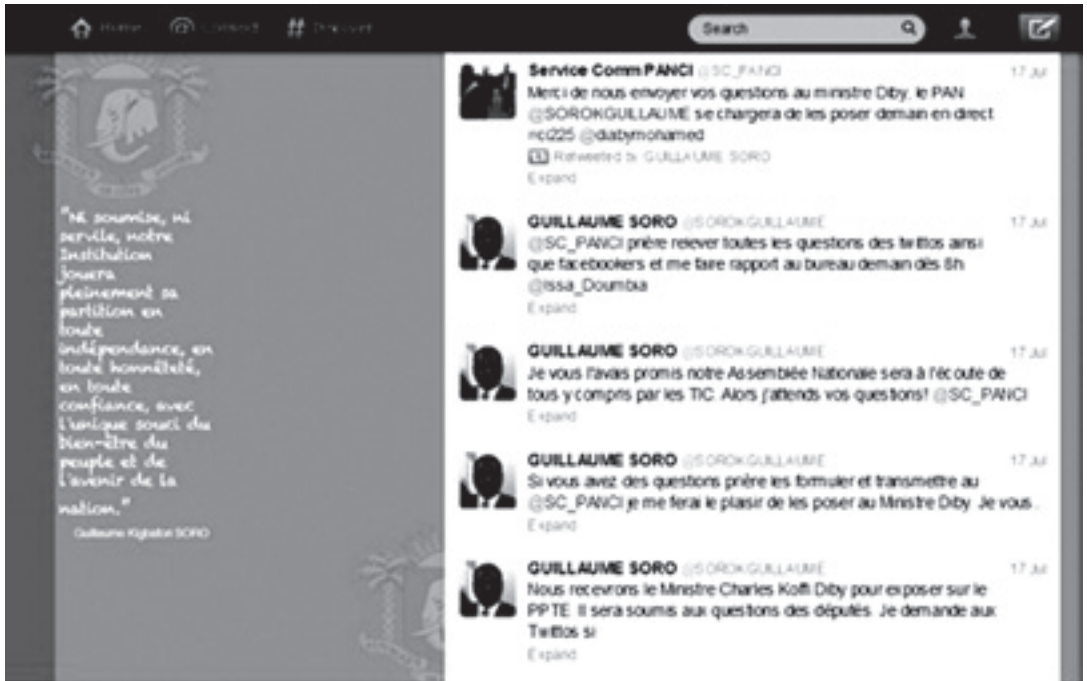 Home Connect Discover
Search
Service Comm PANCI @SC_PANCI 17 Jul
Merci de nous envoyer vos questions au ministre Diby, le PAN
@SOROKGUILLAUME se chargera de les poser demain en direct
@diabymohamed
Retweeted by GUILLAUME SORO
Expand
GUILLAUME SORO @SOROKGUILLAUME 17 Jul
@SC_PANCI prière relever toutes les questions des twittos ainsi
que facebookers et me faire rapport au bureau demain dès 8h
@Issa_Doumbia
Expand
GUILLAUME SORO @SOROKGUILLAUME 17 Jul
Je vous l'avais promis notre Assemblée Nationale sera à l'écoute de
tous y compris par les TIC. Alors j'attends vos questions! @SC_PANCI
Expand
GUILLAUME SORO @SOROKGUILLAUME 17 Jul
Si vous avez des questions prière les formuler et transmettre au
@SC_PANCI je me ferai le plaisir de les poser au Ministre Diby. Je vous..
Expand
GUILLAUME SORO @SOROKGUILLAUME 17 Jul
Nous recevrons le Ministre Charles Koffi Diby pour exposer sur le
PPTE. Il sera soumis aux questions des députés. Je demande aux
Twittos si
Expand
"Ni soumise, ni
servile, notre
Institution
jouera
pleinement sa
partition en
toute
indépendance, en
toute honnêteté,
en toute
confiance, avec
l'unique souci du
bien-être du
peuple et de
l'avenir de la
nation."
Guillaume Kigbafori SORO